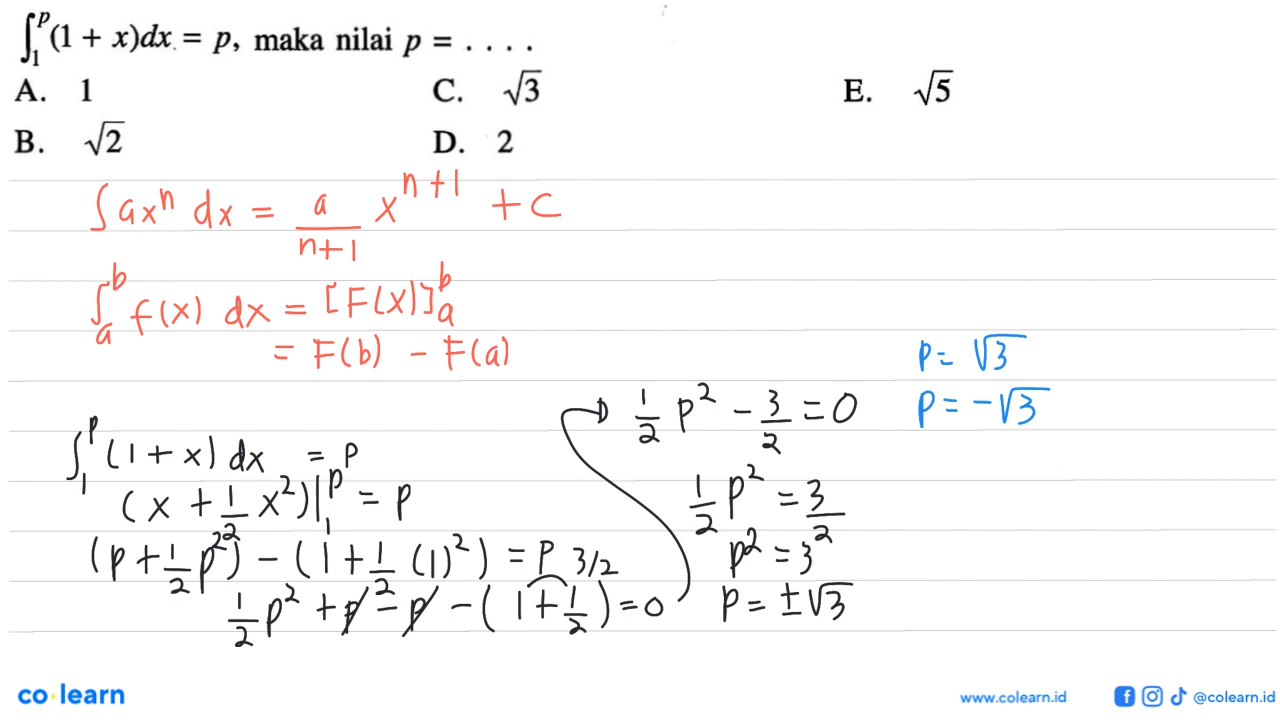 ∫₁ᵖ(1 + x)dx = p, maka nilai p = . . . .
A. 1 C. √3 E. √5
B. √2 D. 2
∫axⁿ dx = a/(n+1) xⁿ⁺¹ + C
∫ₐᵇ f(x) dx = [F(x)]ₐᵇ
= F(b) - F(a)
∫₁ᵖ (1 + x) dx = p
(x + 1/2 x²)|₁ᵖ = p
(p + 1/2 p²) - (1 + 1/2 (1)²) = p
3/2
1/2 p² + p - p - (1 + 1/2) = 0
→ 1/2 p² - 3/2 = 0
1/2 p² = 3/2
p² = 3
p = ±√3
p = √3
p = -√3
co learn
www.colearn.id @colearn.id